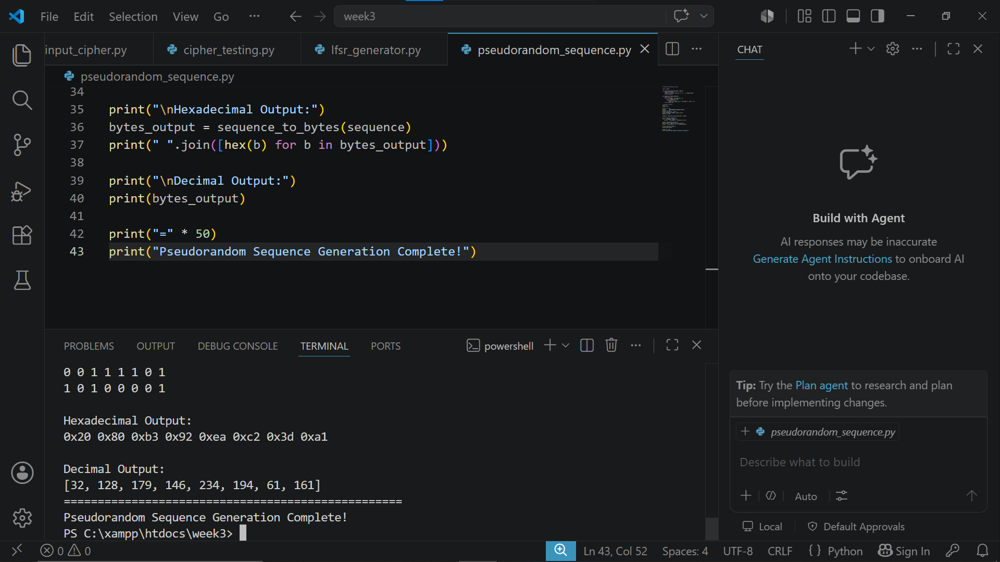 File Edit Selection View Go ··· week3
input_cipher.py cipher_testing.py lfsr_generator.py pseudorandom_sequence.py
pseudorandom_sequence.py
34
35 print("\nHexadecimal Output:")
36 bytes_output = sequence_to_bytes(sequence)
37 print(" ".join([hex(b) for b in bytes_output]))
38
39 print("\nDecimal Output:")
40 print(bytes_output)
41
42 print("=" * 50)
43 print("Pseudorandom Sequence Generation Complete!")
PROBLEMS OUTPUT DEBUG CONSOLE TERMINAL PORTS powershell
0 0 1 1 1 1 0 1
1 0 1 0 0 0 0 1
Hexadecimal Output:
0x20 0x80 0xb3 0x92 0xea 0xc2 0x3d 0xa1
Decimal Output:
[32, 128, 179, 146, 234, 194, 61, 161]
==================================================
Pseudorandom Sequence Generation Complete!
PS C:\xampp\htdocs\week3>
CHAT
Build with Agent
AI responses may be inaccurate
Generate Agent Instructions to onboard AI
onto your codebase.
Tip: Try the Plan agent to research and plan
before implementing changes.
pseudorandom_sequence.py
Describe what to build
Auto
Local Default Approvals
0 0 Ln 43, Col 52 Spaces: 4 UTF-8 CRLF {} Python Sign In